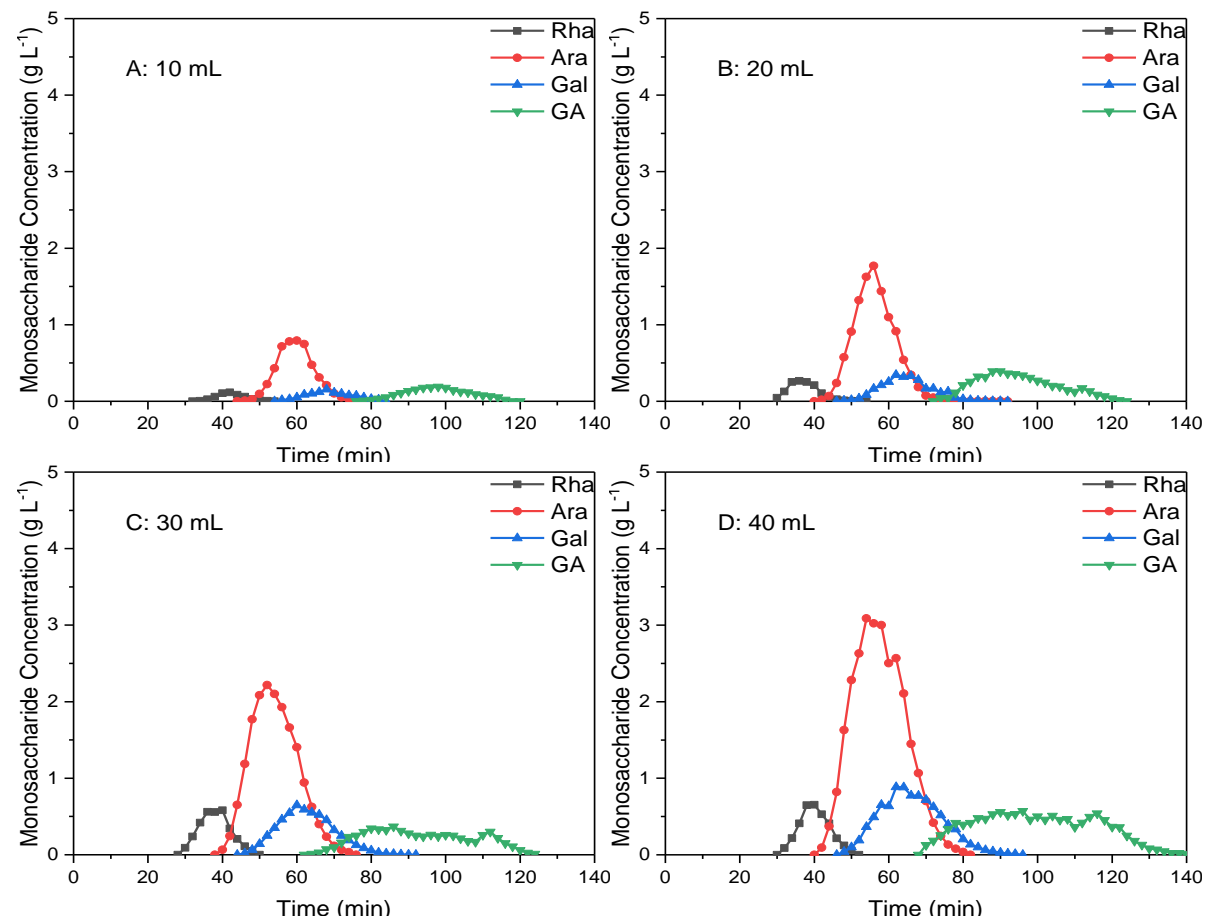 Monosaccharide Concentration (g L⁻¹)
5
4
3
2
1
0
A: 10 mL
Rha
Ara
Gal
GA
0 20 40 60 80 100 120 140
Time (min)
Monosaccharide Concentration (g L⁻¹)
5
4
3
2
1
0
B: 20 mL
Rha
Ara
Gal
GA
0 20 40 60 80 100 120 140
Time (min)
Monosaccharide Concentration (g L⁻¹)
5
4
3
2
1
0
C: 30 mL
Rha
Ara
Gal
GA
0 20 40 60 80 100 120 140
Time (min)
Monosaccharide Concentration (g L⁻¹)
5
4
3
2
1
0
D: 40 mL
Rha
Ara
Gal
GA
0 20 40 60 80 100 120 140
Time (min)